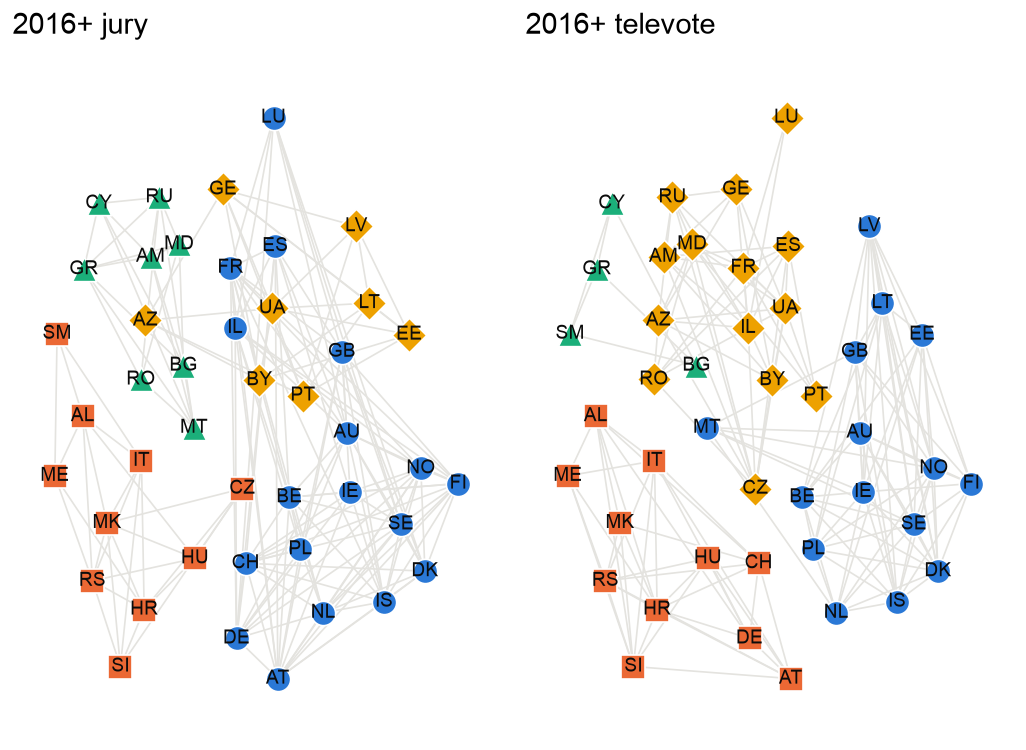 2016+ jury
LU
GE
CY
RU
LV
MD
ES
AM
FR
GR
UA
LT
AZ
IL
SM
EE
GB
BG
RO
BY
PT
AL
MT
AU
IT
NO
ME
FI
CZ
IE
BE
MK
SE
PL
HU
CH
DK
RS
IS
HR
NL
DE
SI
AT
2016+ televote
LU
GE
RU
CY
LV
MD
ES
AM
FR
GR
LT
UA
AZ
IL
SM
EE
GB
BG
RO
BY
PT
AL
MT
AU
IT
NO
ME
FI
CZ
IE
BE
MK
SE
PL
HU
CH
DK
RS
IS
HR
NL
DE
SI
AT